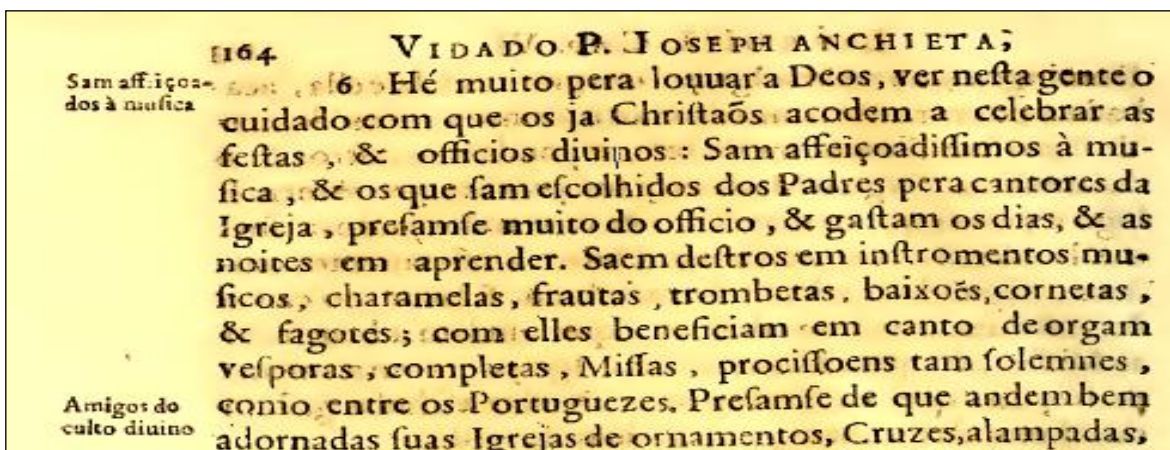 164 VIDA DO P. JOSEPH ANCHIETA;
Sam affeiçoa-
dos à musica
6 Hé muito pera louuar a Deos, ver neſta gente o
cuidado com que os ja Chriſtaõs acodem a celebrar as
feſtas, & officios diuinos: Sam affeiçoadiſſimos à mu-
ſica, & os que ſam eſcolhidos dos Padres pera cantores da
Igreja, preſamſe muito do officio, & gaſtam os dias, & as
noites em aprender. Saem deſtros em inſtromentos mu-
ſicos, charamelas, frautas, trombetas, baixoẽs, cornetas,
& fagotes; com elles beneficiam em canto de orgam
veſporas, completas, Miſſas, prociſſoens tam ſolemnes,
como entre os Portuguezes. Preſamſe de que andem bem
Amigos do
culto diuino
adornadas ſuas Igrejas de ornamentos, Cruzes, alampadas,